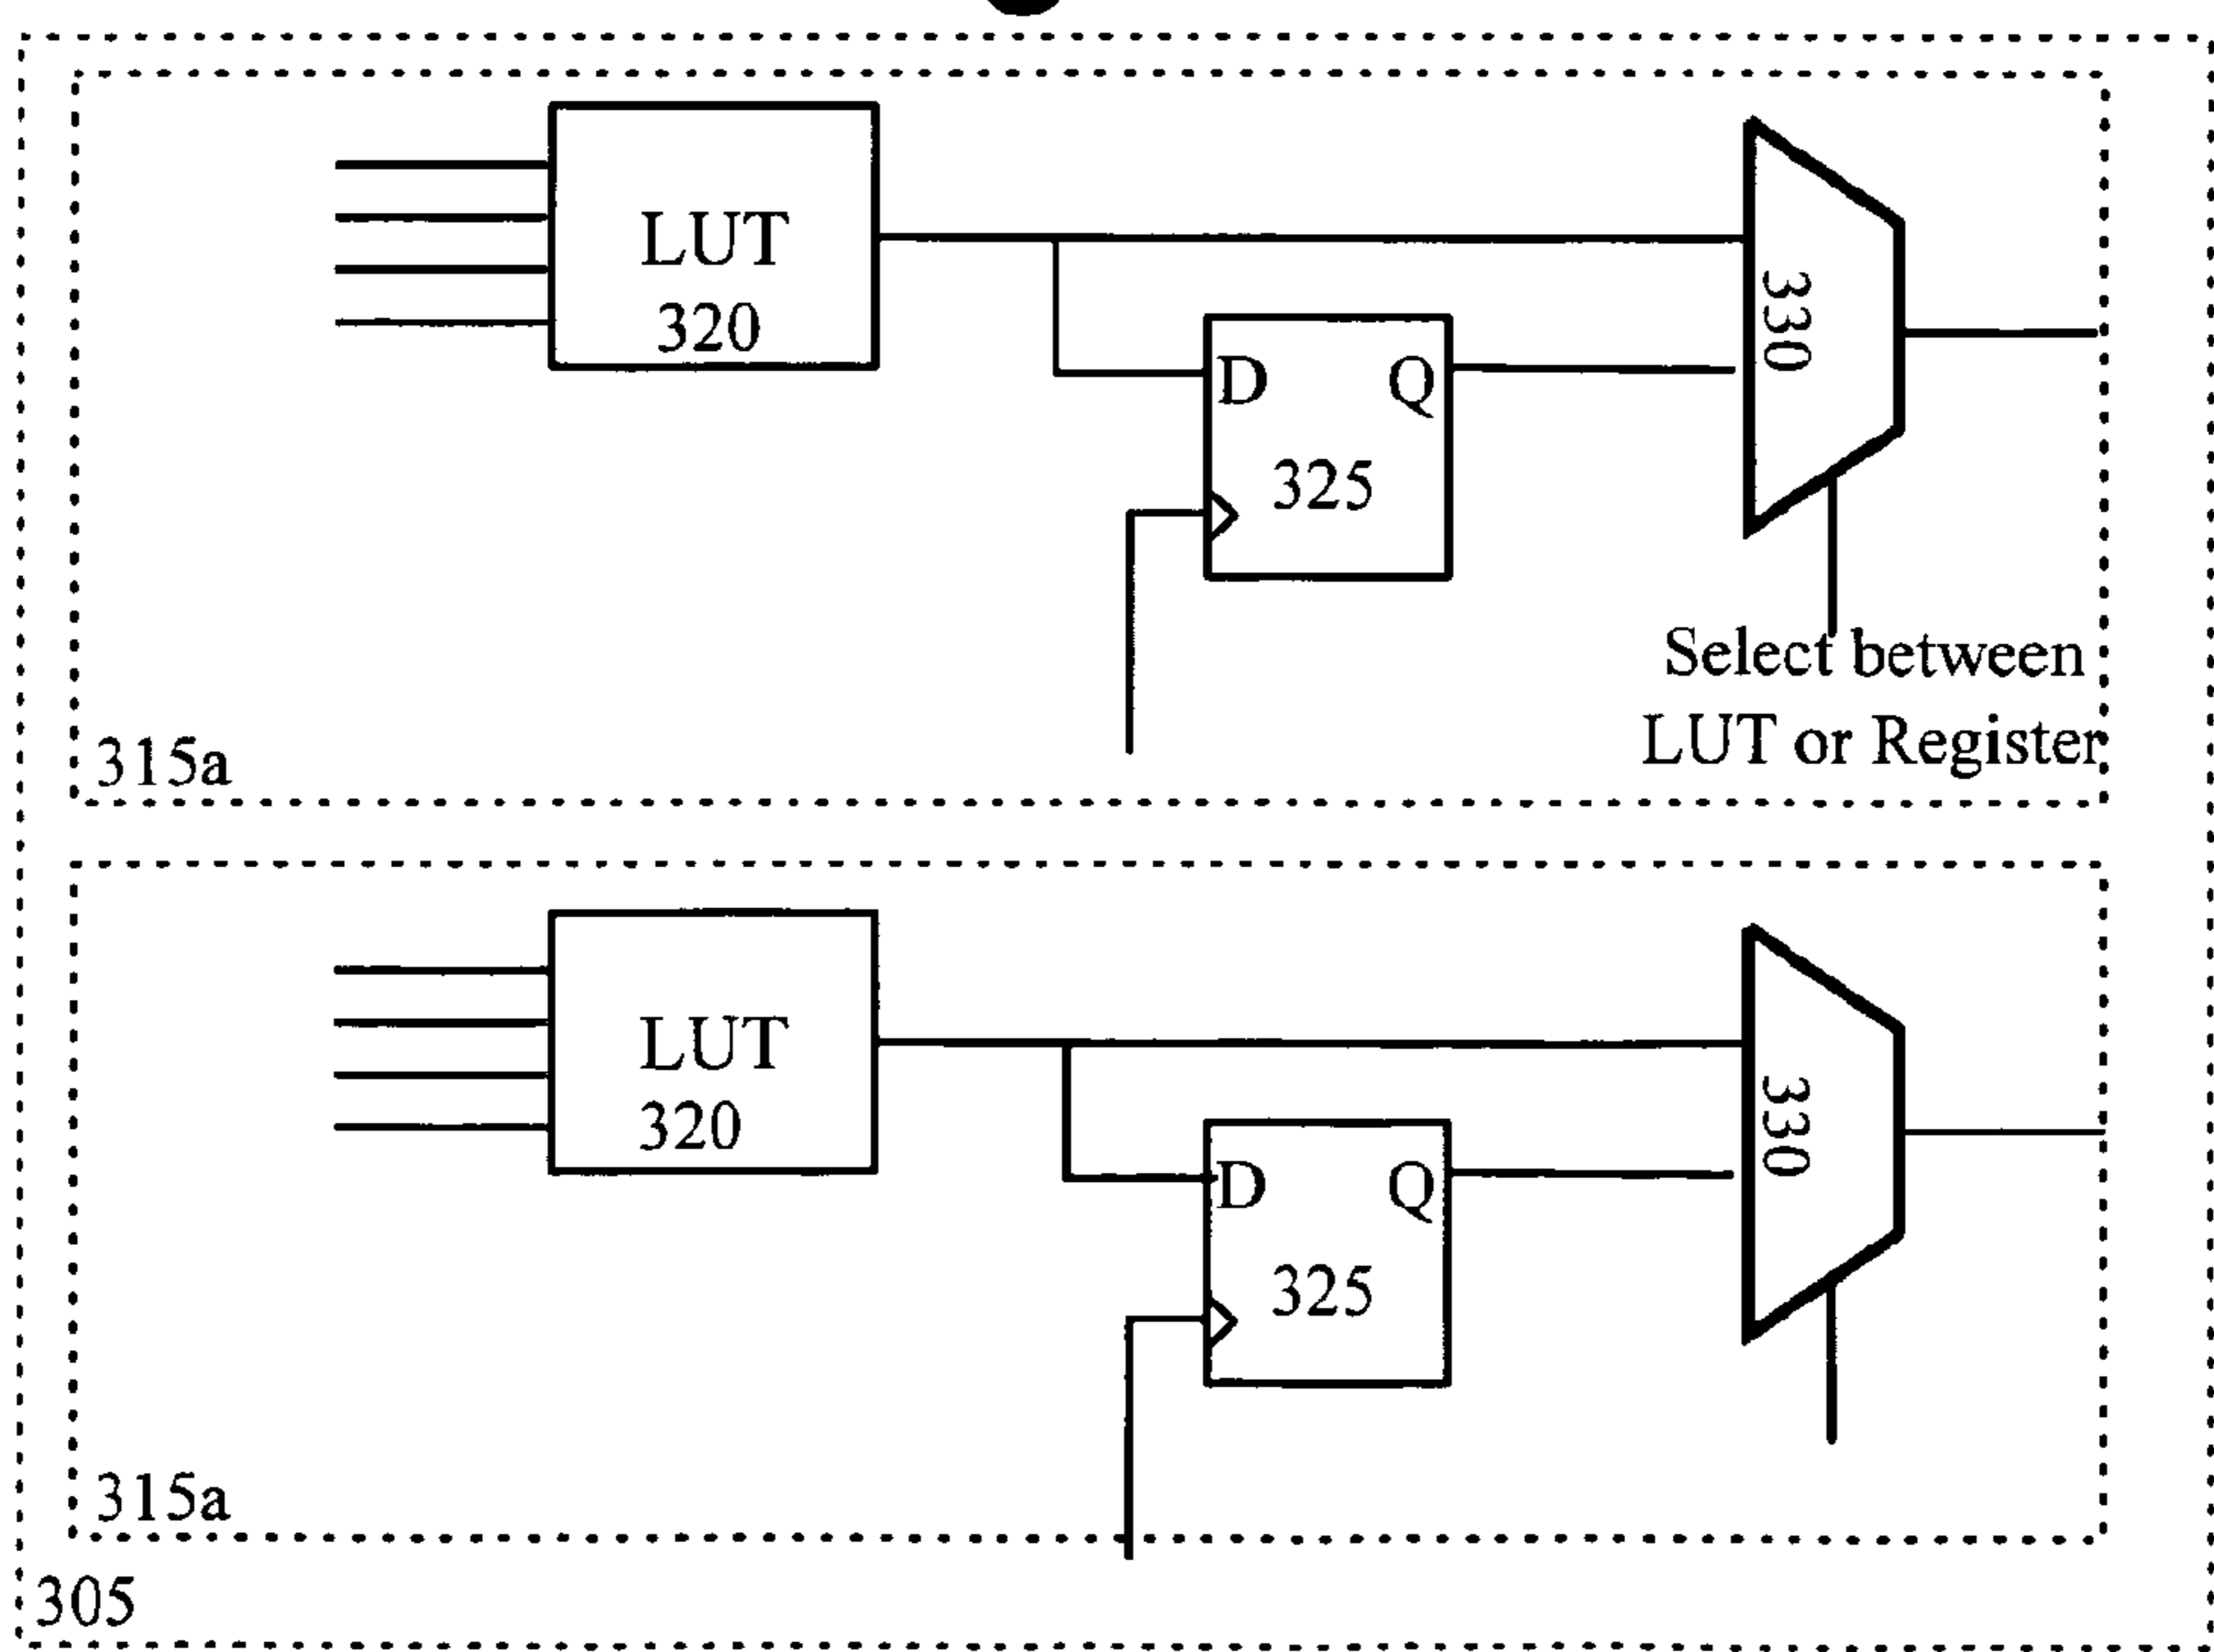 LUT
320
330
D Q
325
Select between
LUT or Register
315a
LUT
320
330
D Q
325
315a
305